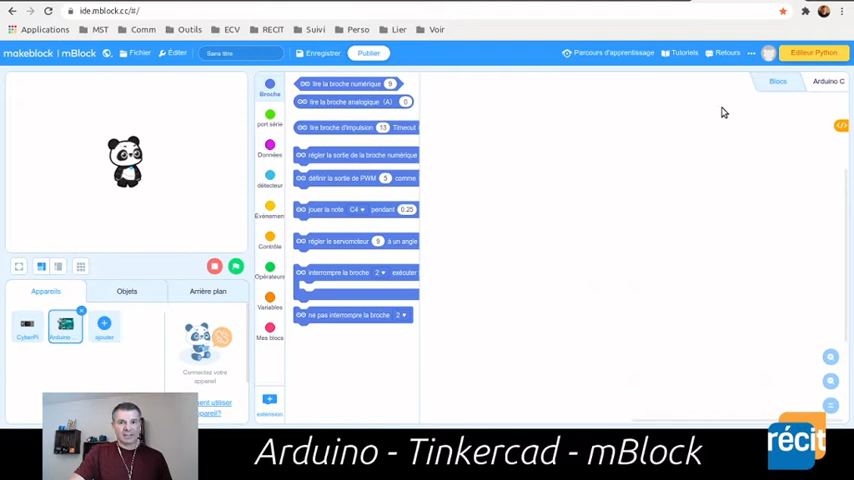 ide.mblock.cc/#/
Applications MST Comm Outils ECV RECIT Suivi Perso Lier Voir
makeblock | mBlock Fichier Éditer Sans titre Enregistrer Publier Parcours d'apprentissage Tutoriels Retours Éditeur Python
Blocs Arduino C
Broche
port série
Données
détecteur
Événement
Contrôle
Opérateurs
Variables
Mes blocs
extension
lire la broche numérique 9
lire la broche analogique (A) 0
lire broche d'impulsion 13 Timeout
régler la sortie de la broche numérique
définir la sortie de PWM 5 comme
jouer la note C4 pendant 0.25
régler le servomoteur 9 à un angle
interrompre la broche 2 exécuter
ne pas interrompre la broche 2
Appareils Objets Arrière plan
CyberPi Arduino ... ajouter
Connectez votre
appareil
appareil?
Arduino - Tinkercad - mBlock
récit